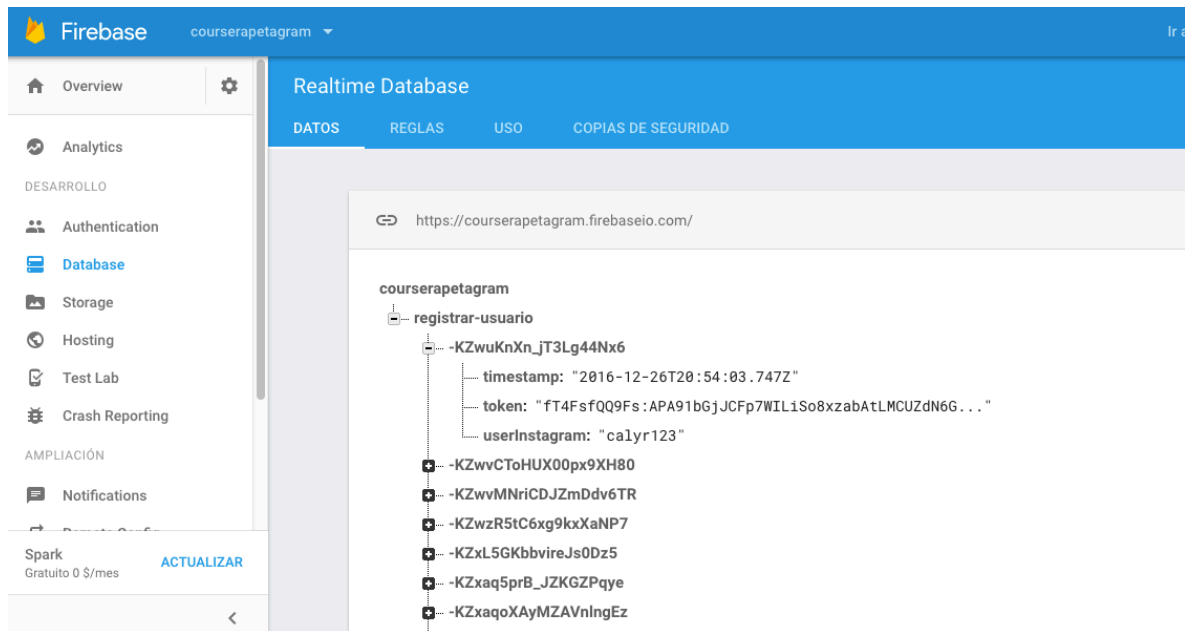 Firebase courserapetagram Ir
Overview
Realtime Database
DATOS REGLAS USO COPIAS DE SEGURIDAD
Analytics
DESARROLLO
Authentication
Database
Storage
Hosting
Test Lab
Crash Reporting
AMPLIACIÓN
Notifications
Remote Config
Spark
Gratuito 0 $/mes
ACTUALIZAR
https://courserapetagram.firebaseio.com/
courserapetagram
registrar-usuario
-KZwuKnXn_jT3Lg44Nx6
timestamp: "2016-12-26T20:54:03.747Z"
token: "fT4FsfQQ9Fs:APA91bGjJCFp7WILiSo8xzabAtLMCUZdN6G..."
userInstagram: "calyr123"
-KZwvCToHUX00px9XH80
-KZwvMNriCDJZmDdv6TR
-KZwzR5tC6xg9kxXaNP7
-KZxL5GKbbvireJs0Dz5
-KZxaq5prB_JZKGZPqye
-KZxaqoXAyMZAVnlngEz